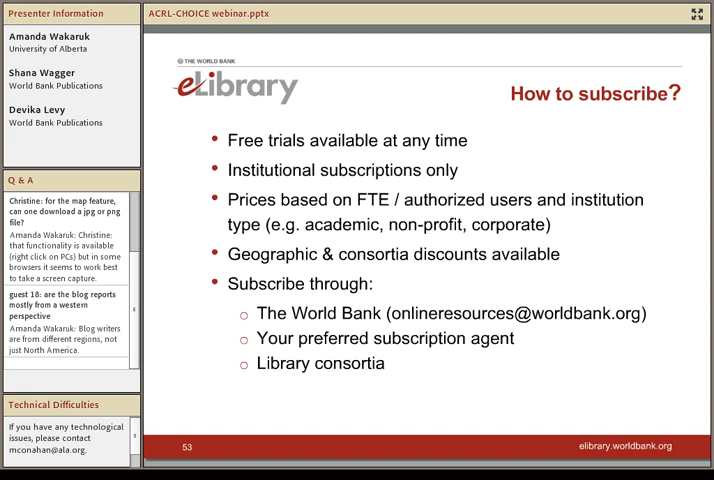 Presenter Information
Amanda Wakaruk
University of Alberta
Shana Wagger
World Bank Publications
Devika Levy
World Bank Publications
Q & A
Christine: for the map feature,
can one download a jpg or png
file?
Amanda Wakaruk: Christine:
that functionality is available
(right click on PCs) but in some
browsers it seems to work best
to take a screen capture.
guest 18: are the blog reports
mostly from a western
perspective
Amanda Wakaruk: Blog writers
are from different regions, not
just North America.
Technical Difficulties
If you have any technological
issues, please contact
mconahan@ala.org.
ACRL-CHOICE webinar.pptx
THE WORLD BANK
eLibrary
How to subscribe?
• Free trials available at any time
• Institutional subscriptions only
• Prices based on FTE / authorized users and institution
type (e.g. academic, non-profit, corporate)
• Geographic & consortia discounts available
• Subscribe through:
○ The World Bank (onlineresources@worldbank.org)
○ Your preferred subscription agent
○ Library consortia
53
elibrary.worldbank.org